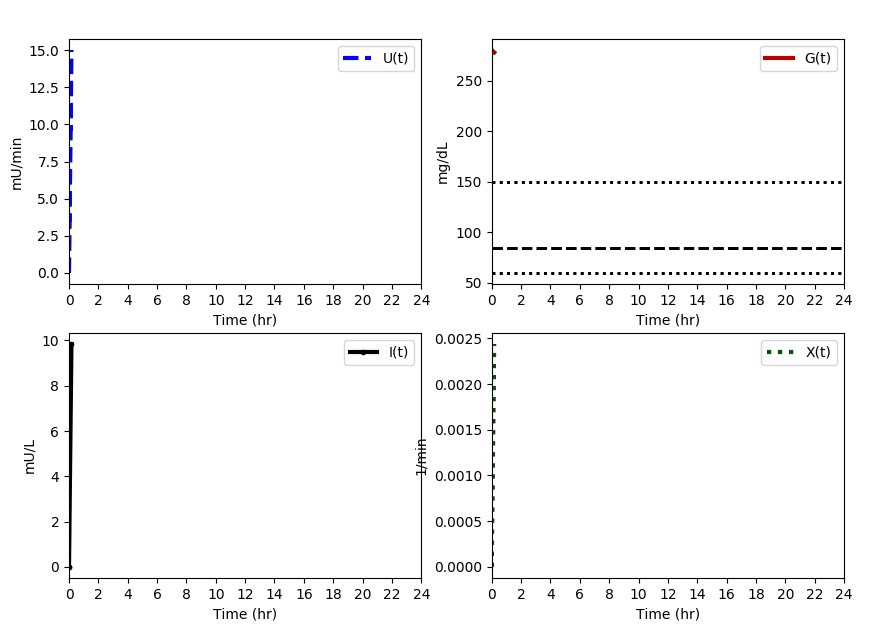 15.0
12.5
10.0
7.5
5.0
2.5
0.0
mU/min
U(t)
0 2 4 6 8 10 12 14 16 18 20 22 24
Time (hr)
250
200
150
100
50
mg/dL
G(t)
0 2 4 6 8 10 12 14 16 18 20 22 24
Time (hr)
10
8
6
4
2
0
mU/L
I(t)
0 2 4 6 8 10 12 14 16 18 20 22 24
Time (hr)
0.0025
0.0020
0.0015
0.0010
0.0005
0.0000
1/min
X(t)
0 2 4 6 8 10 12 14 16 18 20 22 24
Time (hr)